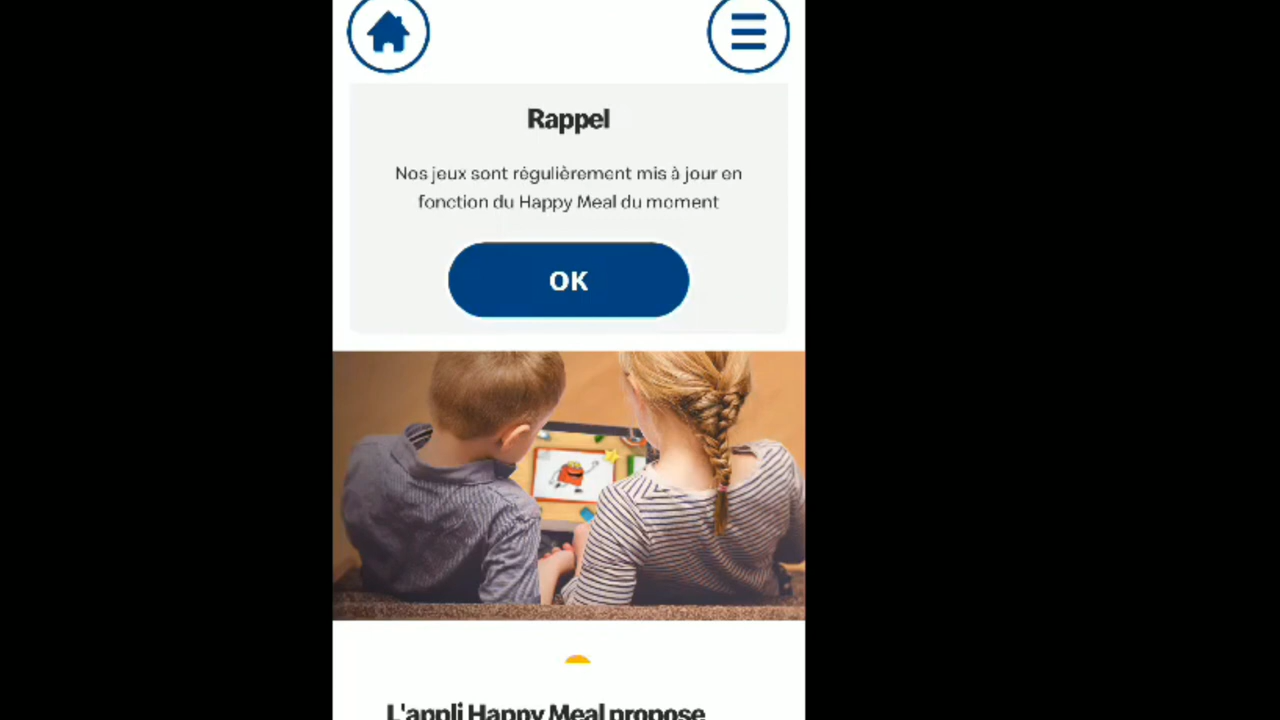 Rappel
Nos jeux sont régulièrement mis à jour en
fonction du Happy Meal du moment
OK
L'appli Happy Meal propose